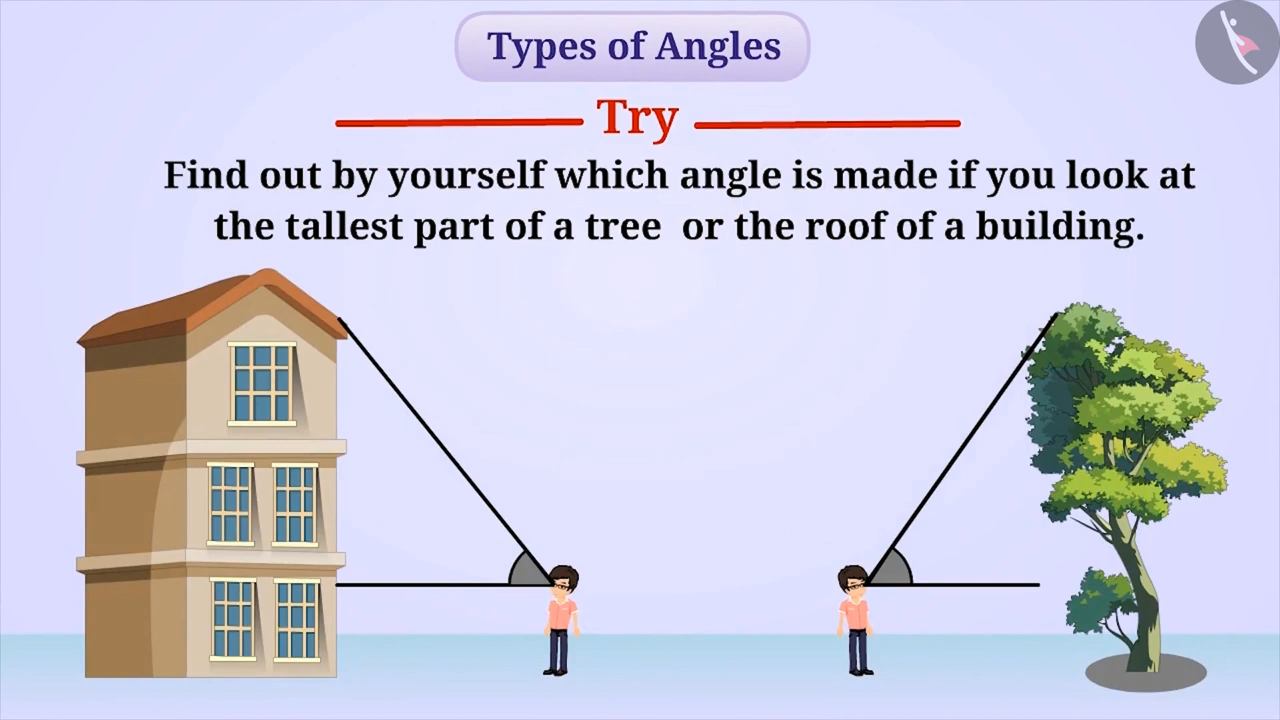 Types of Angles
Try
Find out by yourself which angle is made if you look at
the tallest part of a tree or the roof of a building.